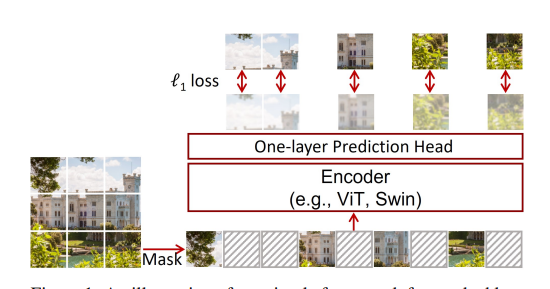 ℓ1 loss
One-layer Prediction Head
Encoder
(e.g., ViT, Swin)
Mask